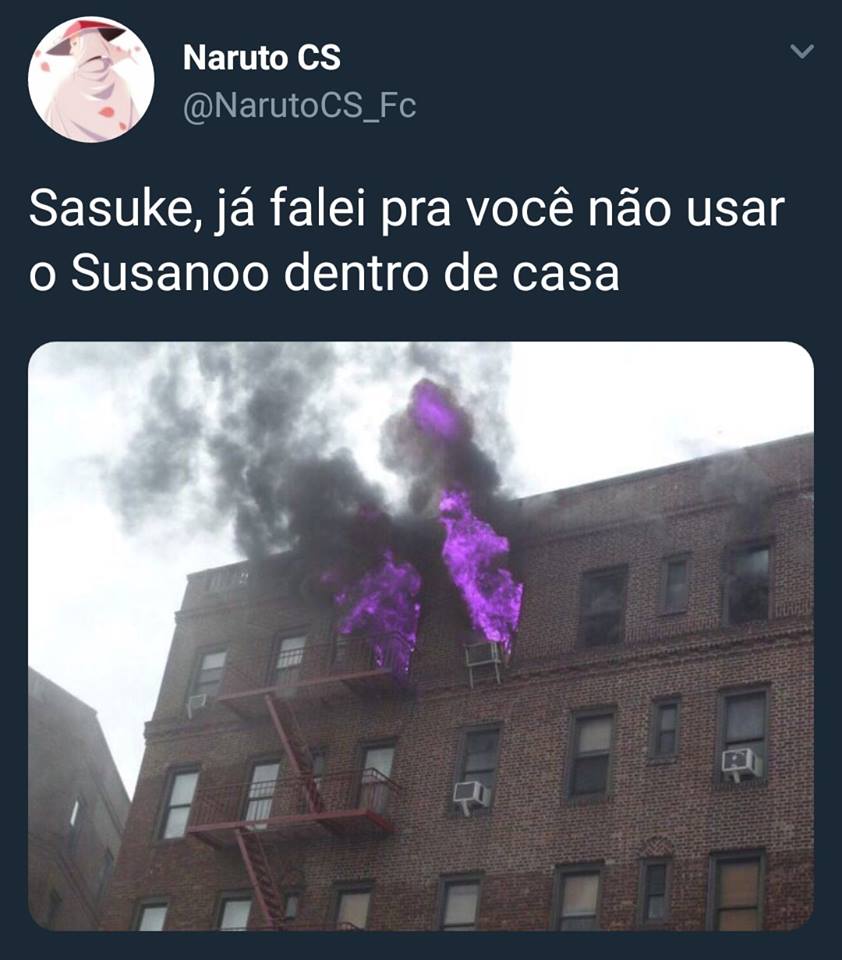 Naruto CS
@NarutoCS_Fc
Sasuke, já falei pra você não usar
o Susanoo dentro de casa